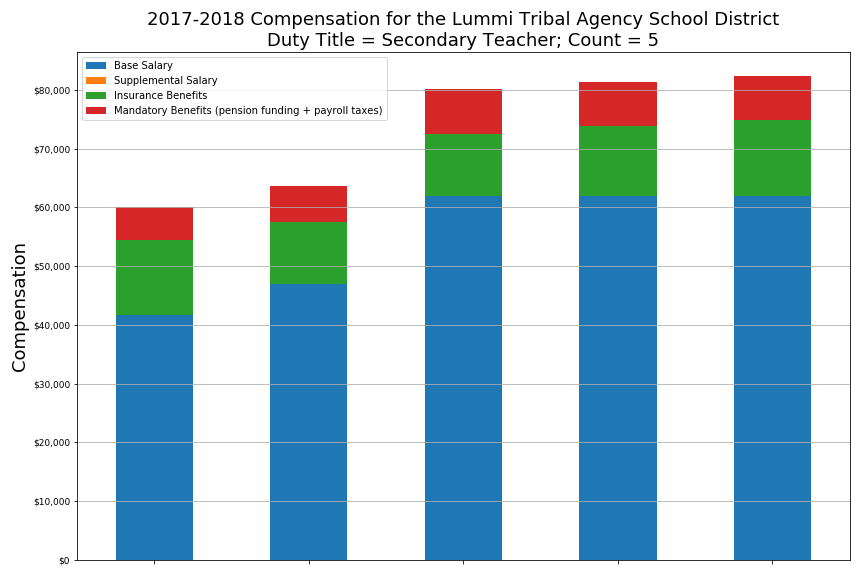 2017-2018 Compensation for the Lummi Tribal Agency School District
Duty Title = Secondary Teacher; Count = 5
Base Salary
Supplemental Salary
Insurance Benefits
Mandatory Benefits (pension funding + payroll taxes)
$80,000
$70,000
$60,000
$50,000
$40,000
$30,000
$20,000
$10,000
$0
Compensation